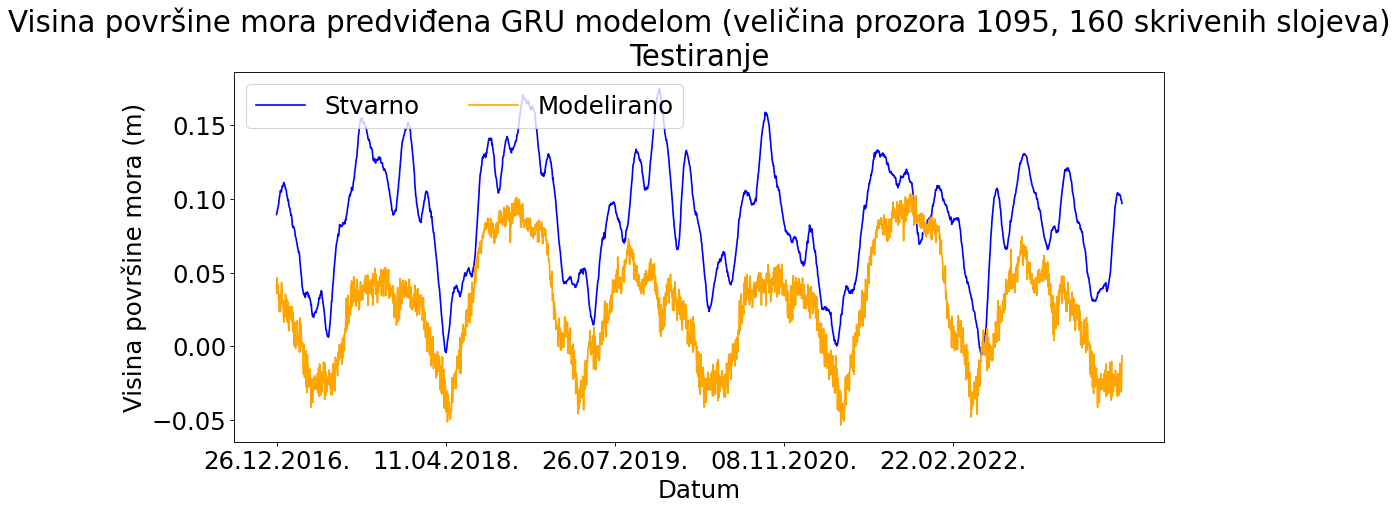 Visina površine mora predviđena GRU modelom (veličina prozora 1095, 160 skrivenih slojeva)
Testiranje
Stvarno Modelirano
Visina površine mora (m)
0.15
0.10
0.05
0.00
−0.05
26.12.2016. 11.04.2018. 26.07.2019. 08.11.2020. 22.02.2022.
Datum